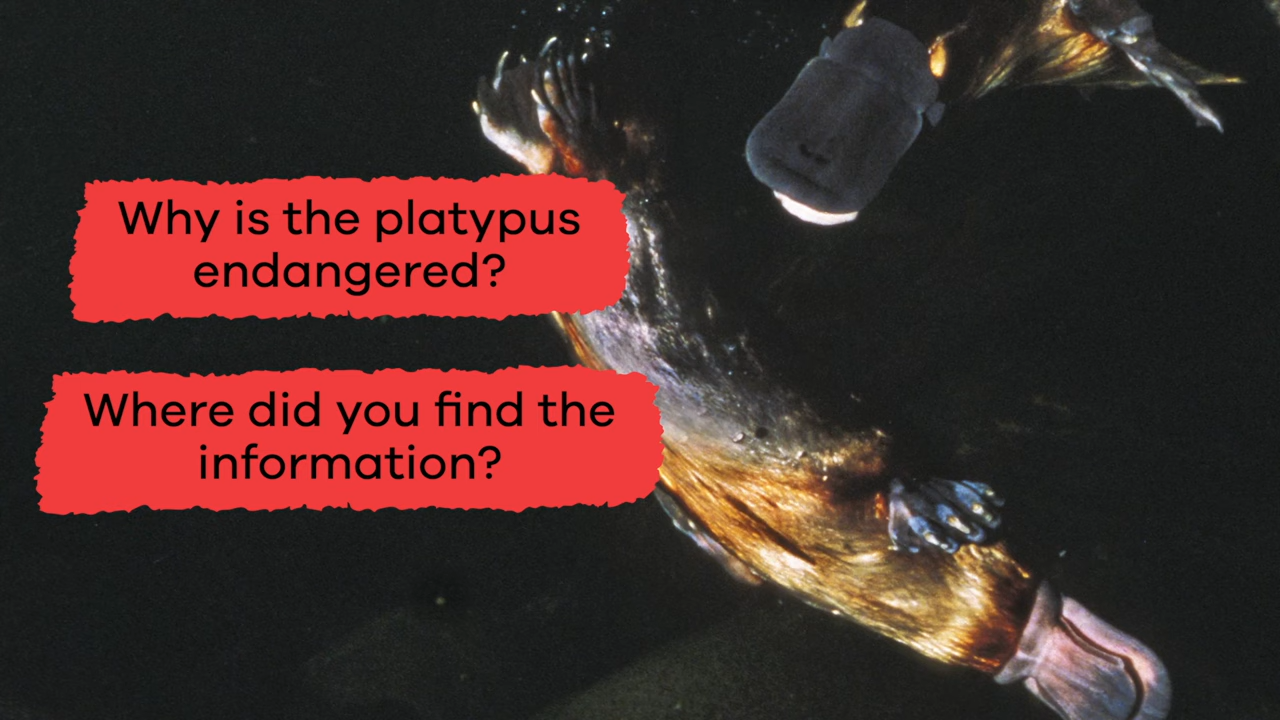 Why is the platypus
endangered?
Where did you find the
information?